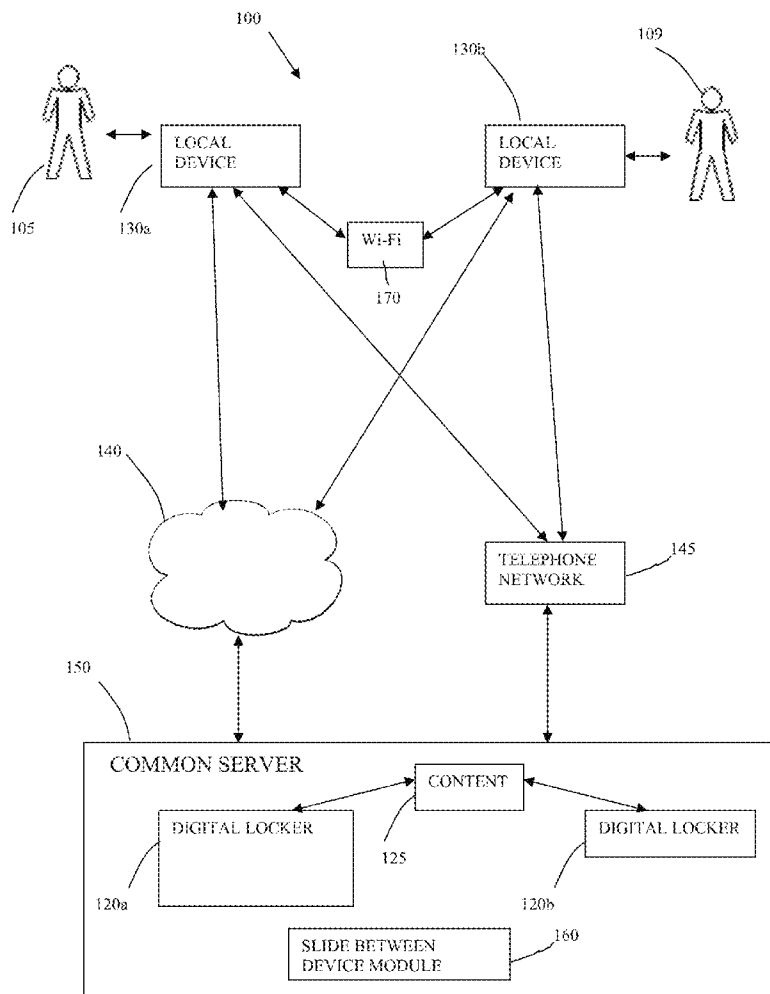 100
130b
109
LOCAL
DEVICE
LOCAL
DEVICE
105
130a
Wi-Fi
170
140
TELEPHONE
NETWORK
145
150
COMMON SERVER
CONTENT
DIGITAL LOCKER
125
DIGITAL LOCKER
120a
120b
SLIDE BETWEEN
DEVICE MODULE
160